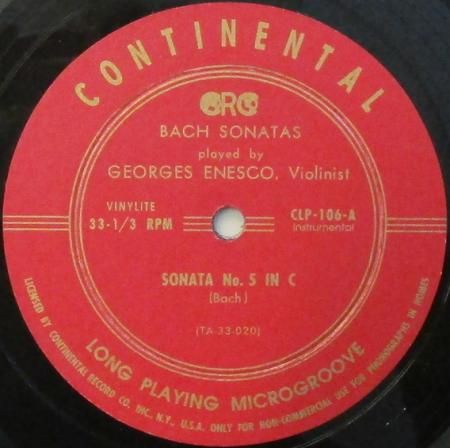 CONTINENTAL
CRC
BACH SONATAS
played by
GEORGES ENESCO, Violinist
VINYLITE
33-1/3 RPM
CLP-106-A
Instrumental
SONATA No. 5 IN C
(Bach)
(TA 33-020)
LONG PLAYING MICROGROOVE
LICENSED BY CONTINENTAL RECORD CO. INC. N.Y., U.S.A. ONLY FOR NON-COMMERCIAL USE ON PHONOGRAPHS IN HOMES